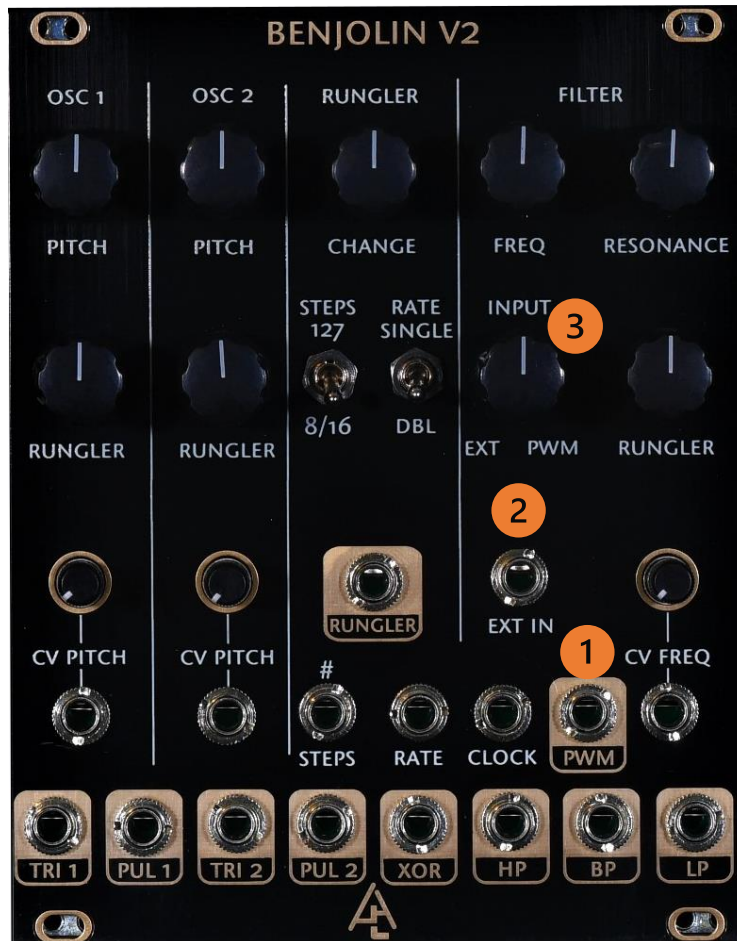 BENJOLIN V2
OSC 1
OSC 2
RUNGLER
FILTER
PITCH
PITCH
CHANGE
FREQ
RESONANCE
STEPS
127
RATE
SINGLE
INPUT
3
8/16
DBL
RUNGLER
RUNGLER
EXT
PWM
RUNGLER
2
RUNGLER
EXT IN
1
CV PITCH
CV PITCH
#
CV FREQ
STEPS
RATE
CLOCK
PWM
TRI 1
PUL 1
TRI 2
PUL 2
XOR
HP
BP
LP